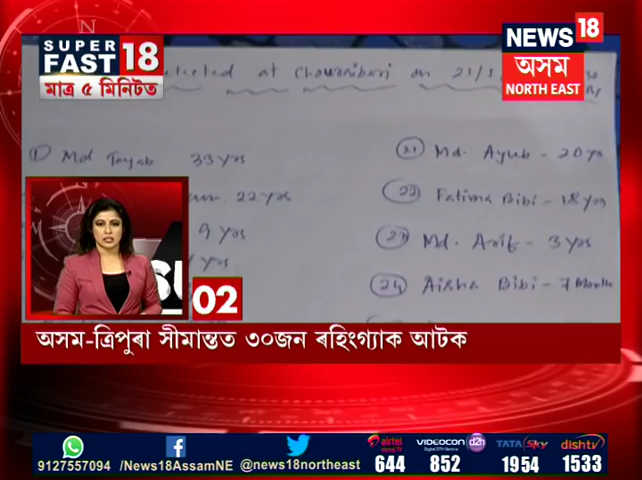 SUPER
FAST 18
মাত্ৰ ৫ মিনিটত
NEWS 18
অসম
NORTH EAST
at on 21/1
① Md Tayab 33 yrs
22 yrs
9 yrs
yrs
㉑ Md. Ayub - 20 yrs
㉒ Fatima Bibi - 18 yrs
㉓ Md. Arif - 3 yrs
㉔ Aisha Bibi - 7 Months
02
অসম-ত্ৰিপুৰা সীমান্তত ৩০জন ৰহিংগ্যাক আটক
9127557094 /News18AssamNE @news18northeast
airtel digital TV 644
VIDEOCON d2h 852
TATA Sky 1954
dishtv 1533